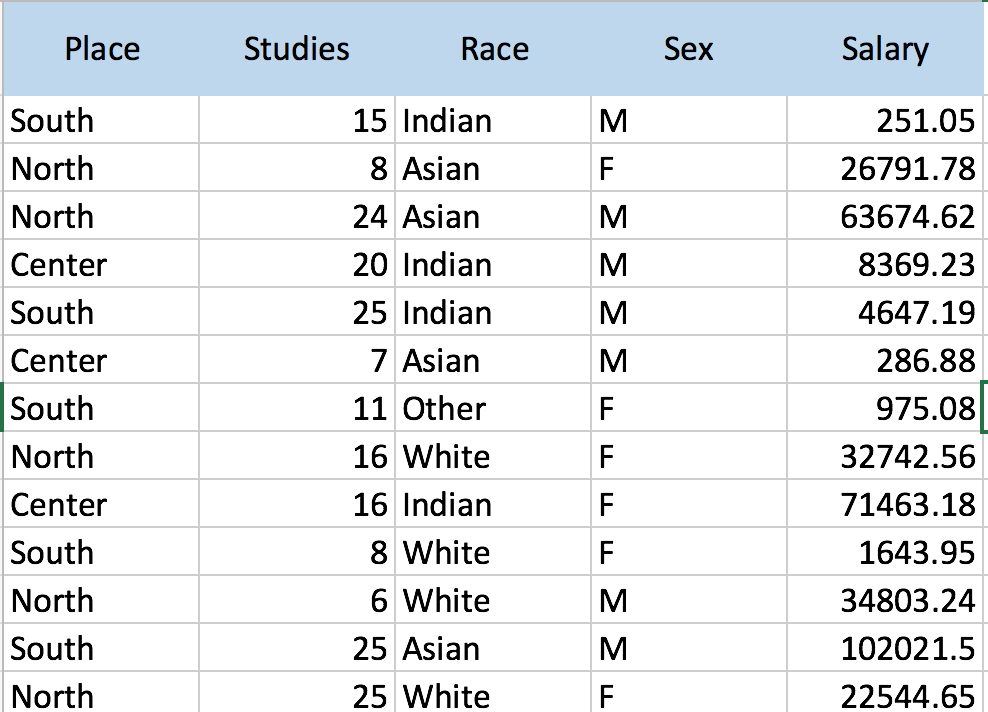 Place Studies Race Sex Salary
South 15 Indian M 251.05
North 8 Asian F 26791.78
North 24 Asian M 63674.62
Center 20 Indian M 8369.23
South 25 Indian M 4647.19
Center 7 Asian M 286.88
South 11 Other F 975.08
North 16 White F 32742.56
Center 16 Indian F 71463.18
South 8 White F 1643.95
North 6 White M 34803.24
South 25 Asian M 102021.5
North 25 White F 22544.65